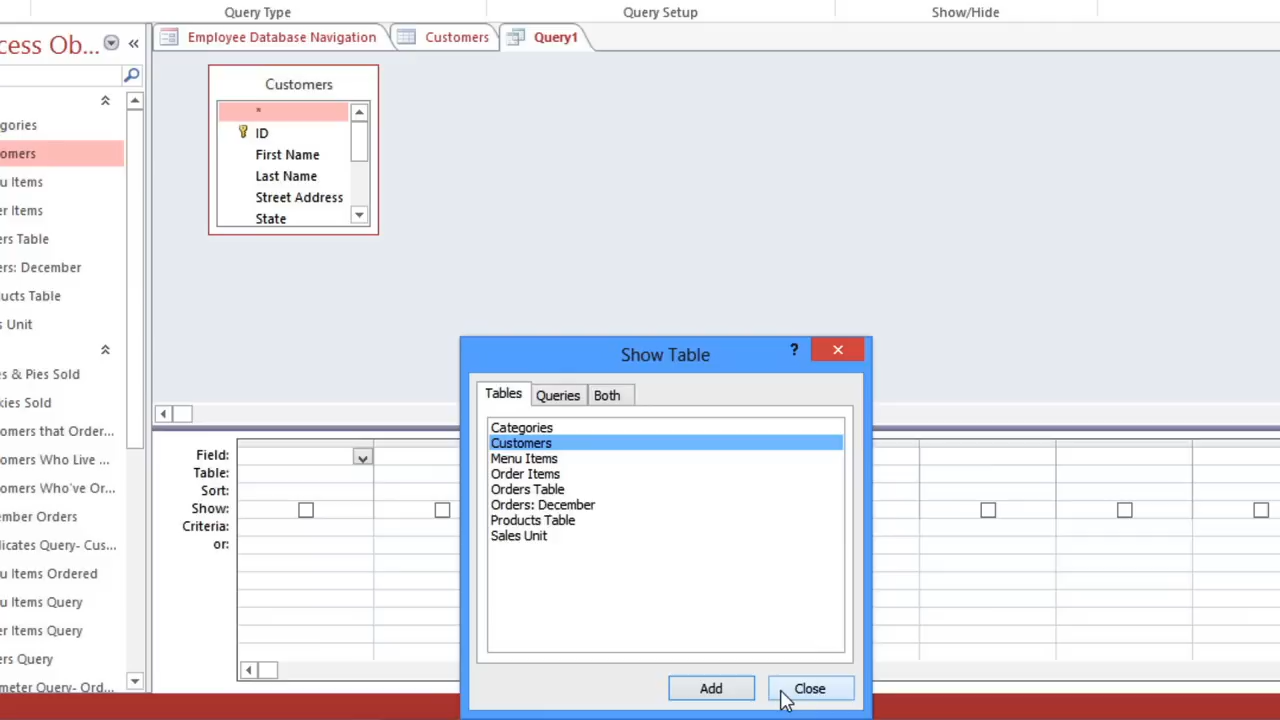 Query Type
Query Setup
Show/Hide
cess Ob...
«
Employee Database Navigation
Customers
Query1
gories
omers
u Items
er Items
ers Table
ers: December
ucts Table
s Unit
es & Pies Sold
kies Sold
omers that Order...
omers Who Live ...
omers Who've Or...
ember Orders
licates Query- Cus...
u Items Ordered
u Items Query
er Items Query
ers Query
meter Query- Ord...
Customers
*
ID
First Name
Last Name
Street Address
State
Field:
Table:
Sort:
Show:
Criteria:
or:
Show Table
?
Tables
Queries
Both
Categories
Customers
Menu Items
Order Items
Orders Table
Orders: December
Products Table
Sales Unit
Add
Close